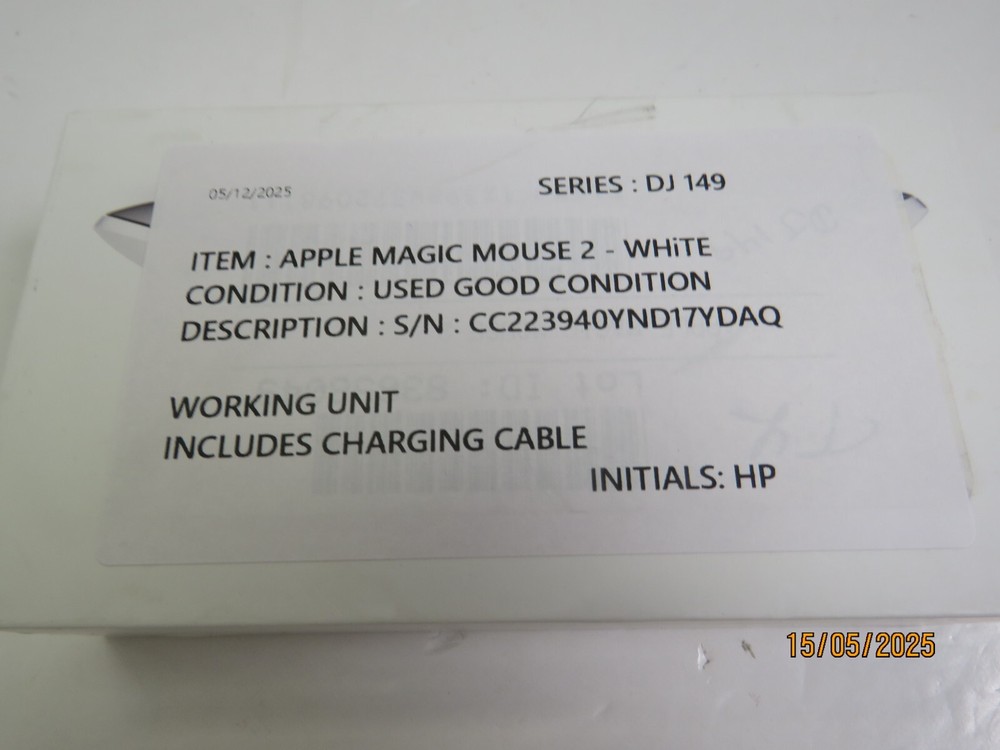 05/12/2025
SERIES : DJ 149
ITEM : APPLE MAGIC MOUSE 2 - WHiTE
CONDITION : USED GOOD CONDITION
DESCRIPTION : S/N : CC223940YND17YDAQ
WORKING UNIT
INCLUDES CHARGING CABLE
INITIALS: HP
15/05/2025